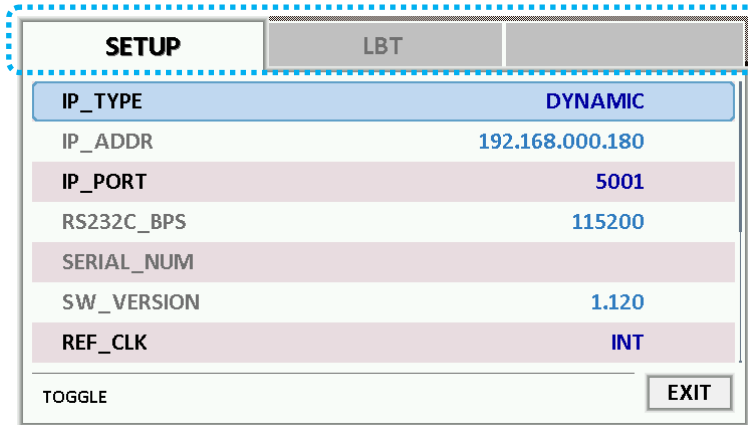 SETUP LBT
IP_TYPE DYNAMIC
IP_ADDR 192.168.000.180
IP_PORT 5001
RS232C_BPS 115200
SERIAL_NUM
SW_VERSION 1.120
REF_CLK INT
TOGGLE EXIT